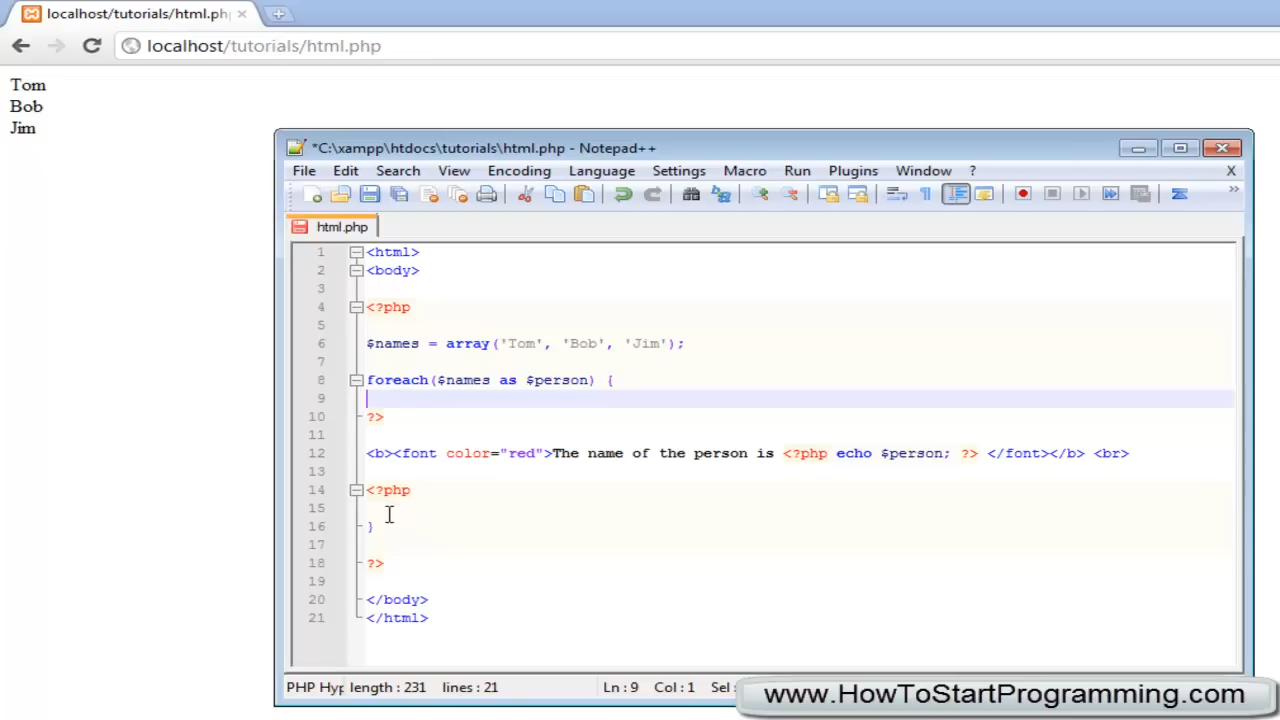 localhost/tutorials/html.ph
localhost/tutorials/html.php
Tom
Bob
Jim
*C:\xampp\htdocs\tutorials\html.php - Notepad++
File Edit Search View Encoding Language Settings Macro Run Plugins Window ? X
html.php
1 <html>
2 <body>
3
4 <?php
5
6 $names = array('Tom', 'Bob', 'Jim');
7
8 foreach($names as $person) {
9
10 ?>
11
12 <b><font color="red">The name of the person is <?php echo $person; ?> </font></b> <br>
13
14 <?php
15
16 }
17
18 ?>
19
20 </body>
21 </html>
PHP Hyp length : 231 lines : 21 Ln : 9 Col : 1 Sel :
www.HowToStartProgramming.com